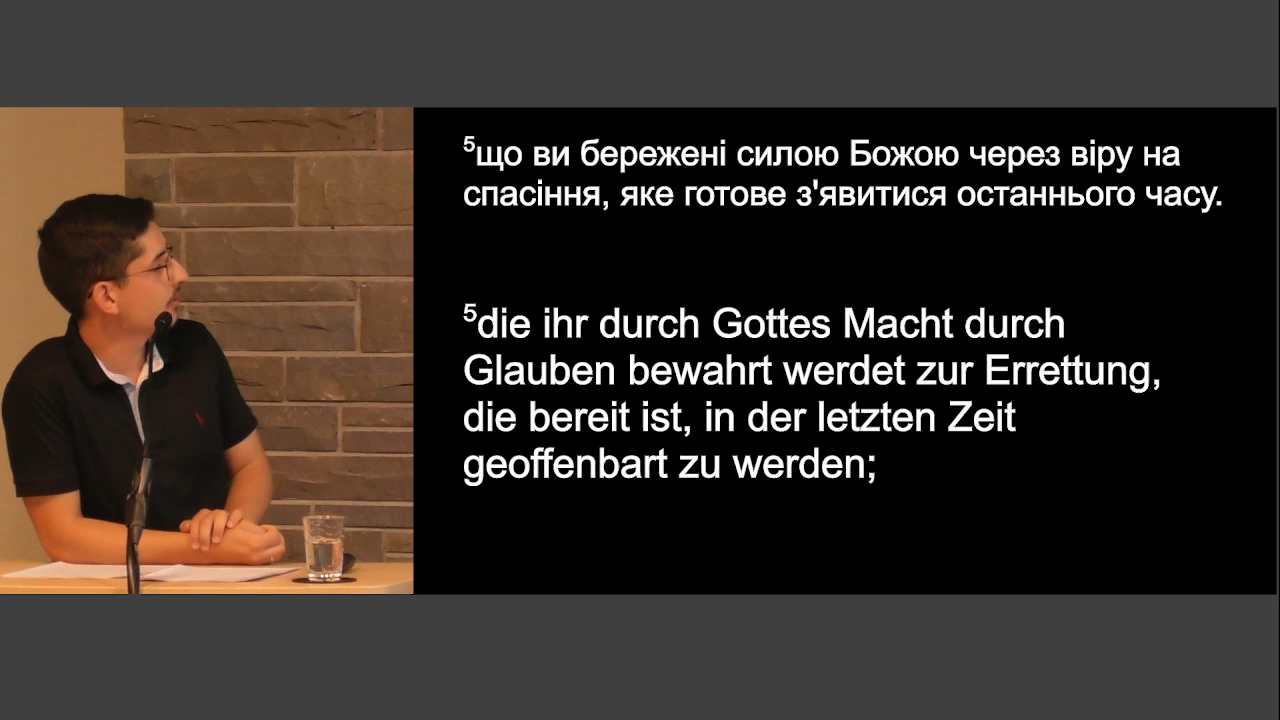 5що ви бережені силою Божою через віру на
спасіння, яке готове з'явитися останнього часу.
5die ihr durch Gottes Macht durch
Glauben bewahrt werdet zur Errettung,
die bereit ist, in der letzten Zeit
geoffenbart zu werden;